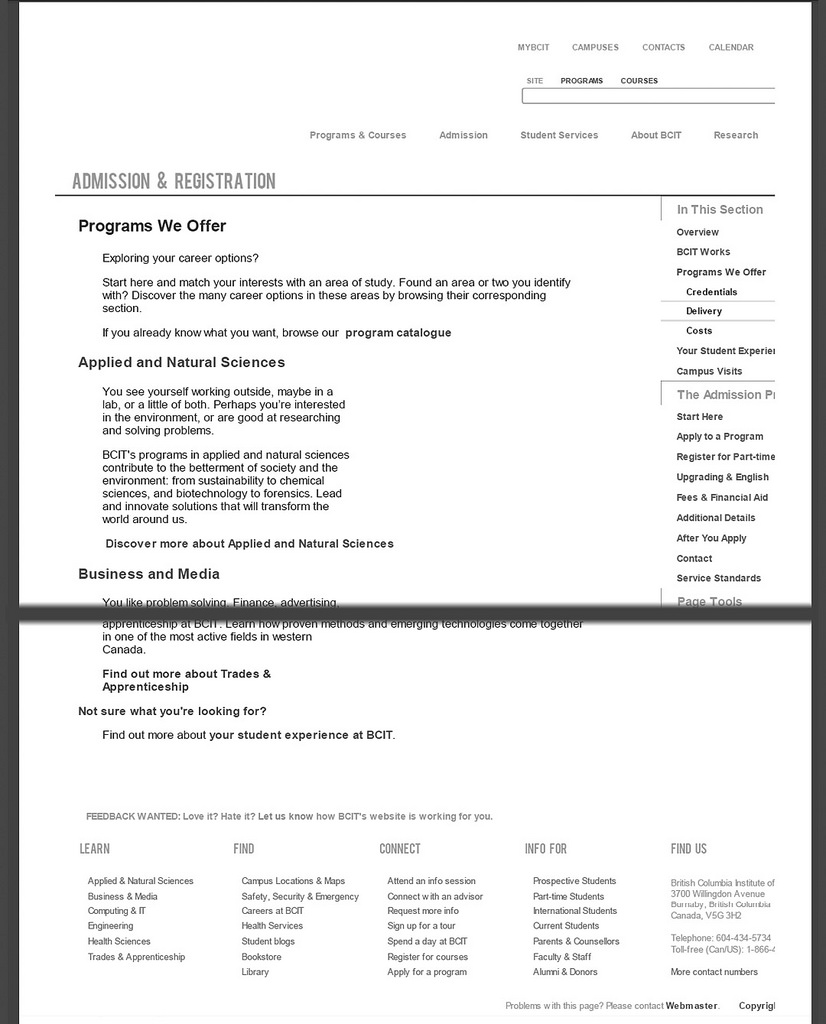 MYBCIT CAMPUSES CONTACTS CALENDAR
SITE PROGRAMS COURSES
Programs & Courses Admission Student Services About BCIT Research
ADMISSION & REGISTRATION
Programs We Offer
Exploring your career options?
Start here and match your interests with an area of study. Found an area or two you identify
with? Discover the many career options in these areas by browsing their corresponding
section.
If you already know what you want, browse our program catalogue
Applied and Natural Sciences
You see yourself working outside, maybe in a
lab, or a little of both. Perhaps you're interested
in the environment, or are good at researching
and solving problems.
BCIT's programs in applied and natural sciences
contribute to the betterment of society and the
environment: from sustainability to chemical
sciences, and biotechnology to forensics. Lead
and innovate solutions that will transform the
world around us.
Discover more about Applied and Natural Sciences
Business and Media
You like problem solving. Finance, advertising,
In This Section
Overview
BCIT Works
Programs We Offer
Credentials
Delivery
Costs
Your Student Experien
Campus Visits
The Admission Pr
Start Here
Apply to a Program
Register for Part-time
Upgrading & English
Fees & Financial Aid
Additional Details
After You Apply
Contact
Service Standards
Page Tools
apprenticeship at BCIT. Learn how proven methods and emerging technologies come together
in one of the most active fields in western
Canada.
Find out more about Trades &
Apprenticeship
Not sure what you're looking for?
Find out more about your student experience at BCIT.
FEEDBACK WANTED: Love it? Hate it? Let us know how BCIT's website is working for you.
LEARN
Applied & Natural Sciences
Business & Media
Computing & IT
Engineering
Health Sciences
Trades & Apprenticeship
FIND
Campus Locations & Maps
Safety, Security & Emergency
Careers at BCIT
Health Services
Student blogs
Bookstore
Library
CONNECT
Attend an info session
Connect with an advisor
Request more info
Sign up for a tour
Spend a day at BCIT
Register for courses
Apply for a program
INFO FOR
Prospective Students
Part-time Students
International Students
Current Students
Parents & Counsellors
Faculty & Staff
Alumni & Donors
FIND US
British Columbia Institute of
3700 Willingdon Avenue
Burnaby, British Columbia
Canada, V5G 3H2
Telephone: 604-434-5734
Toll-free (Can/US): 1-866-4
More contact numbers
Problems with this page? Please contact Webmaster. Copyrig